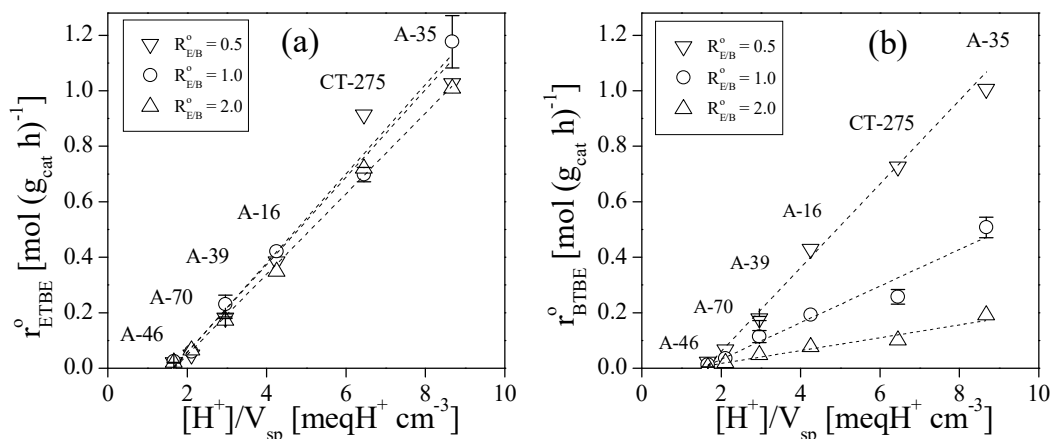 (a)
R°E/B = 0.5
R°E/B = 1.0
R°E/B = 2.0
A-35
CT-275
A-16
A-39
A-70
A-46
1.2
1.0
0.8
0.6
0.4
0.2
0.0
r°ETBE [mol (gcat h)-1]
0 2 4 6 8 10
[H+]/Vsp [meqH+ cm-3]
(b)
R°E/B = 0.5
R°E/B = 1.0
R°E/B = 2.0
A-35
CT-275
A-16
A-39
A-70
A-46
1.2
1.0
0.8
0.6
0.4
0.2
0.0
r°BTBE [mol (gcat h)-1]
0 2 4 6 8 10
[H+]/Vsp [meqH+ cm-3]